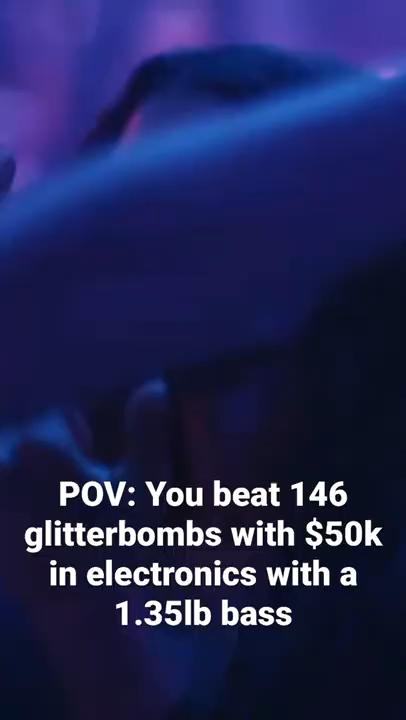 POV: You beat 146
glitterbombs with $50k
in electronics with a
1.35lb bass